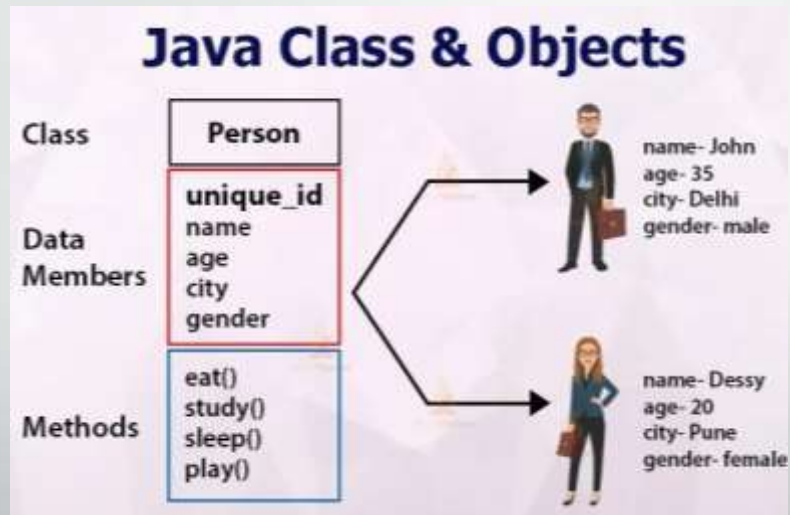 Java Class & Objects
Class
Person
Data
Members
unique_id
name
age
city
gender
Methods
eat()
study()
sleep()
play()
name- John
age- 35
city- Delhi
gender- male
name- Dessy
age- 20
city- Pune
gender- female